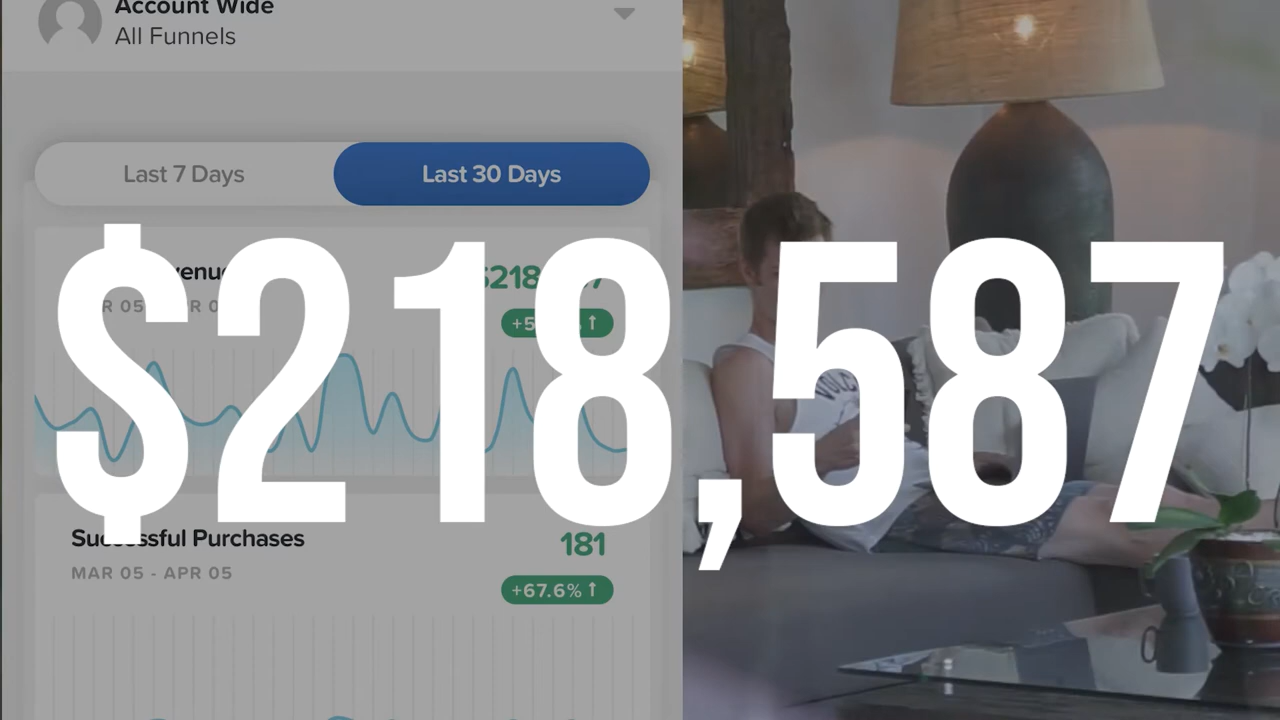 Account Wide
All Funnels
Last 7 Days
Last 30 Days
$218,587
Successful Purchases
181
MAR 05 - APR 05
+67.6%↑